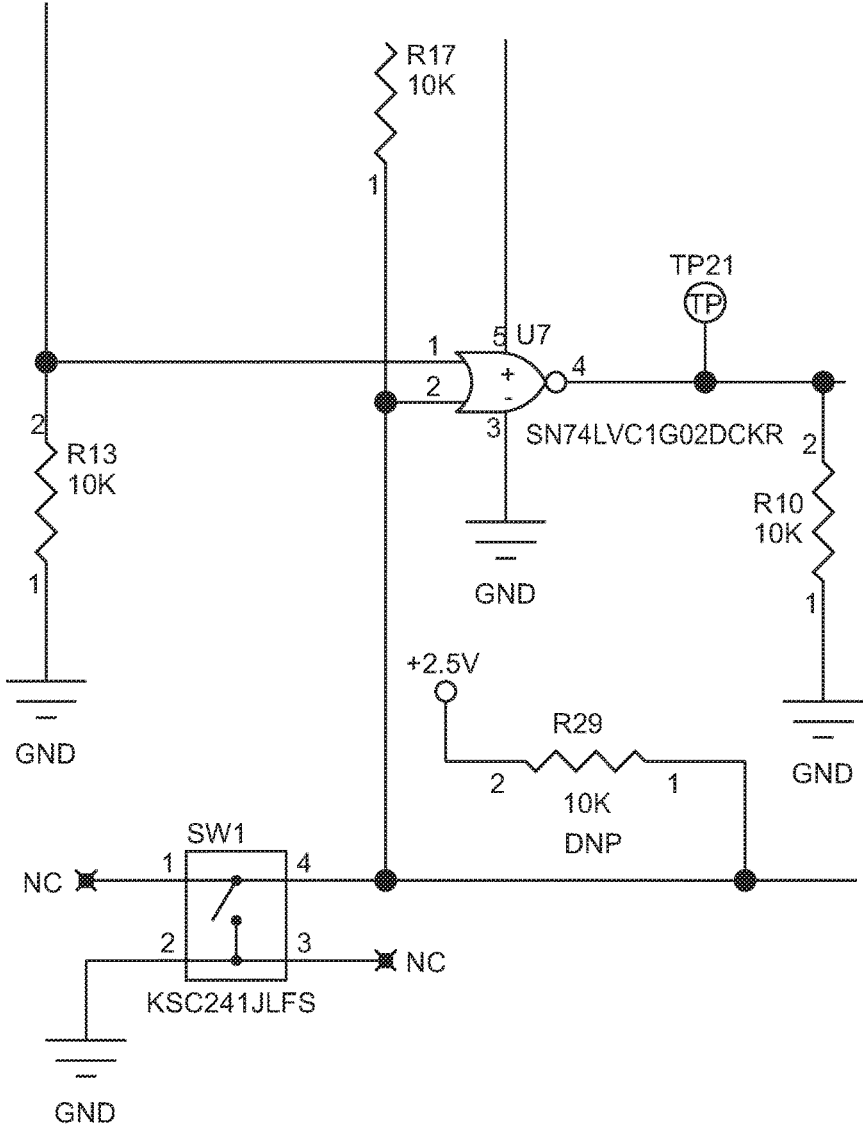 R17
10K
1
TP21
TP
5
U7
1
+
4
2
-
3
SN74LVC1G02DCKR
2
R13
10K
2
R10
10K
1
GND
1
+2.5V
R29
2
1
10K
DNP
GND
GND
SW1
NC
1
4
2
3
NC
KSC241JLFS
GND